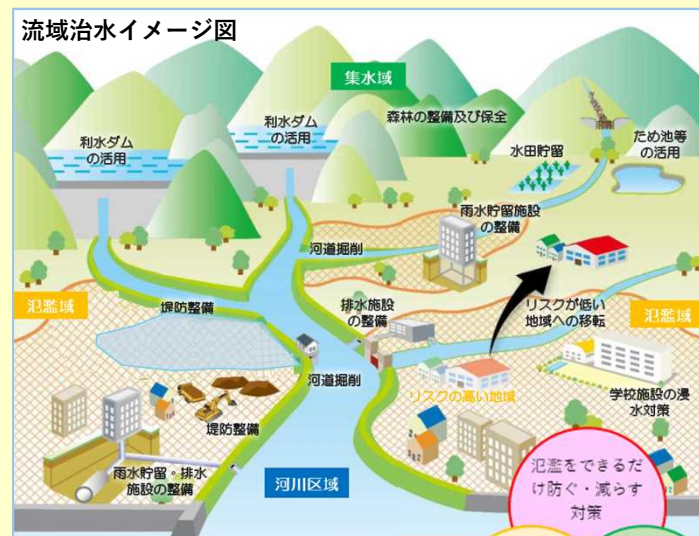 流域治水イメージ図
集水域
森林の整備及び保全
利水ダム
の活用
利水ダム
の活用
水田貯留
ため池等
の活用
雨水貯留施設
の整備
河道掘削
氾濫域
堤防整備
排水施設
の整備
リスクが低い
地域への移転
氾濫域
河道掘削
リスクの高い地域
学校施設の浸
水対策
堤防整備
雨水貯留・排水
施設の整備
河川区域
氾濫をできるだ
け防ぐ・減らす
対策